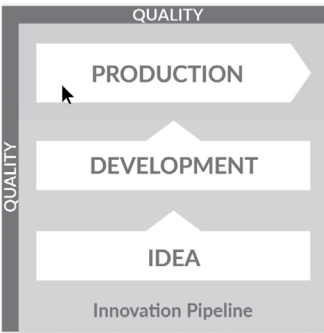 QUALITY
QUALITY
PRODUCTION
DEVELOPMENT
IDEA
Innovation Pipeline